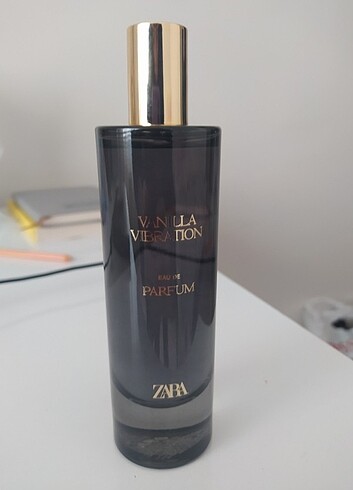 VANILLA
VIBRATION
EAU DE
PARFUM
ZARA